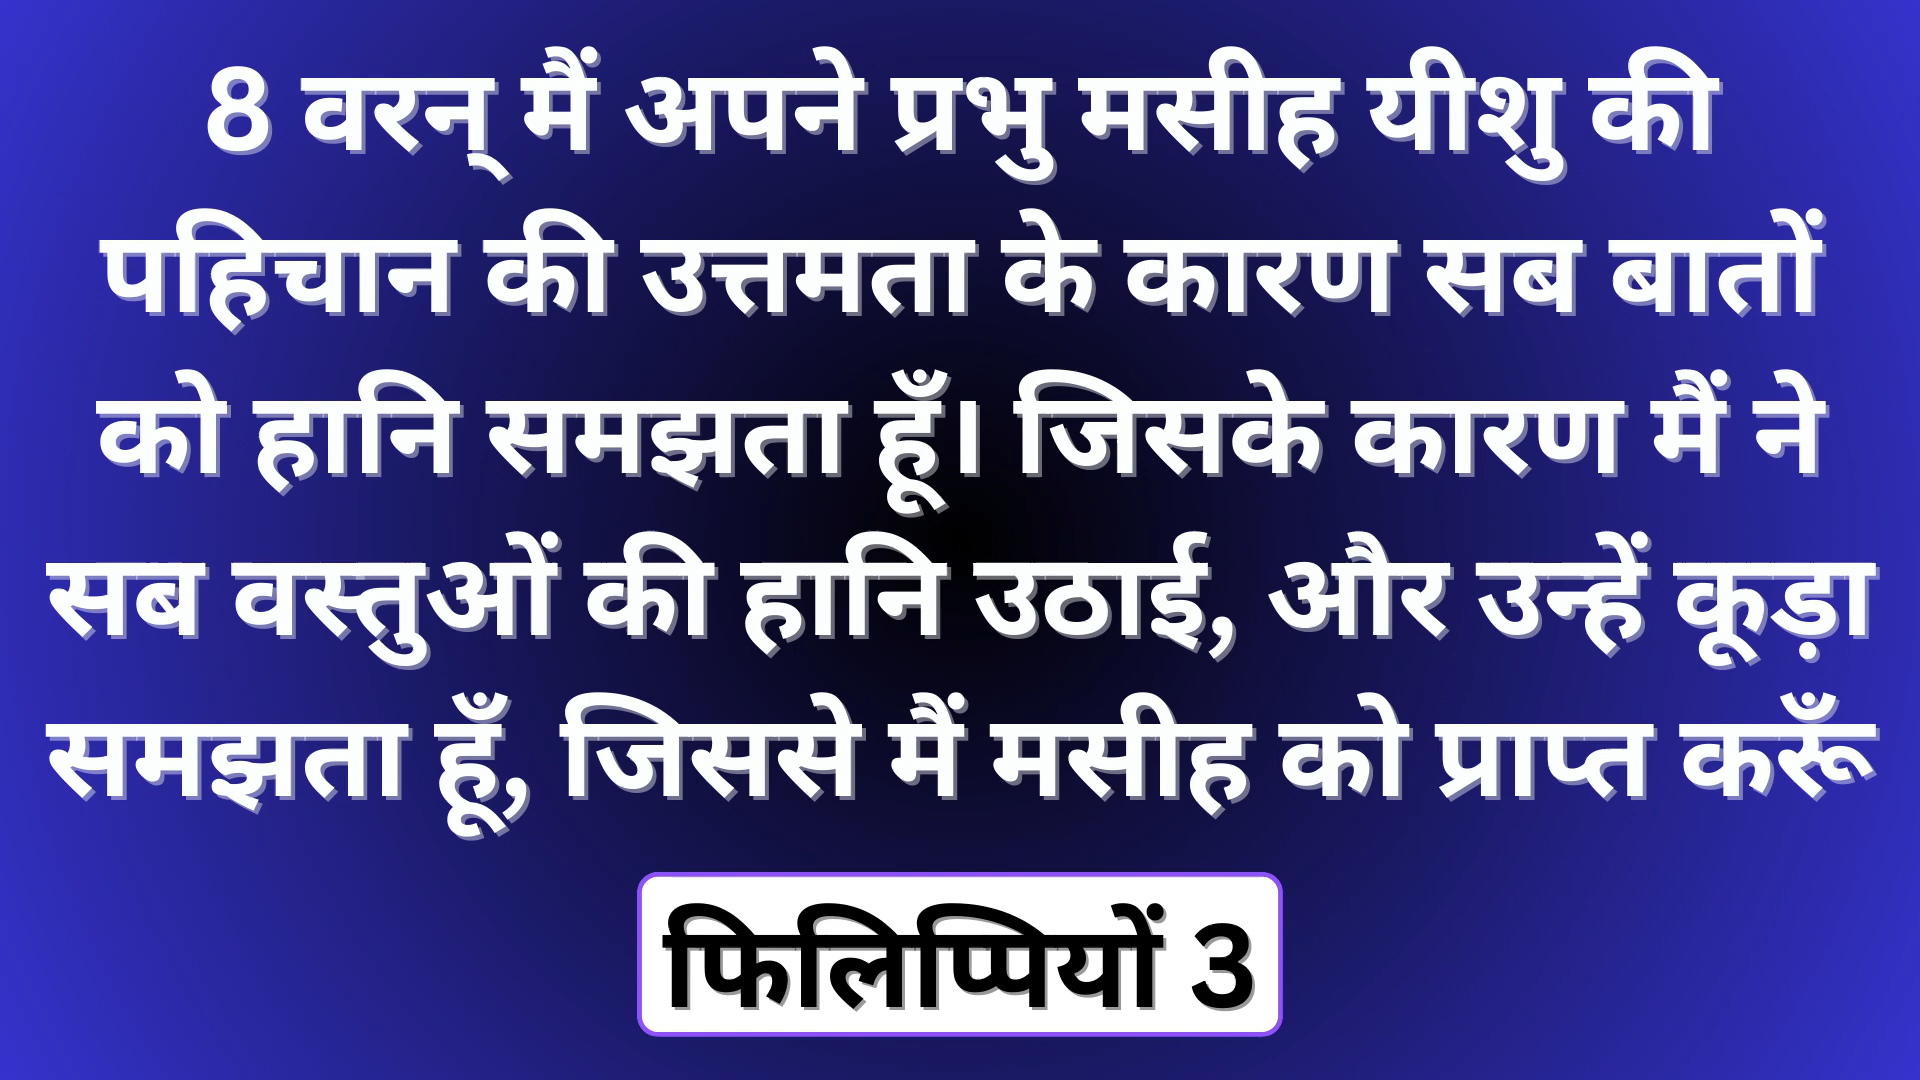 8 वरन् मैं अपने प्रभु मसीह यीशु की
पहिचान की उत्तमता के कारण सब बातों
को हानि समझता हूँ। जिसके कारण मैं ने
सब वस्तुओं की हानि उठाई, और उन्हें कूड़ा
समझता हूँ, जिससे मैं मसीह को प्राप्त करूँ
फिलिप्पियों 3